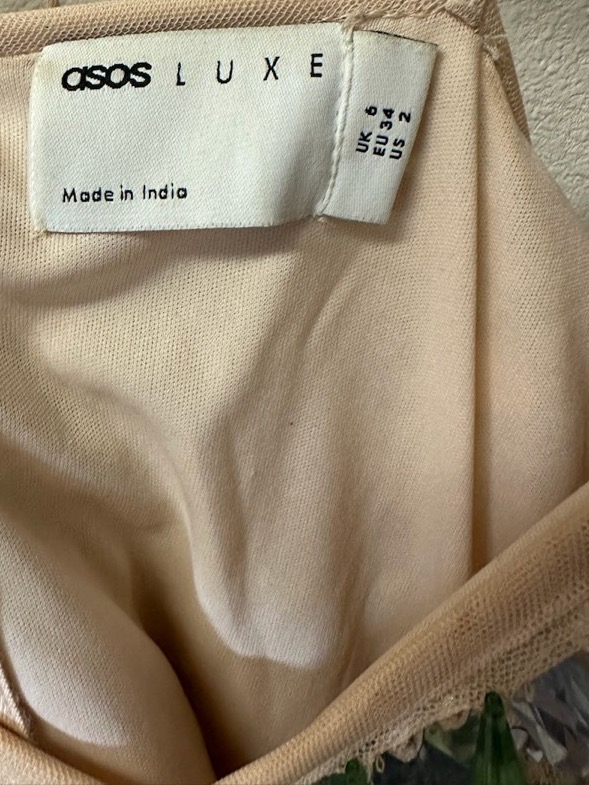 asos LUXE
Made in India
UK 6
EU 34
US 2